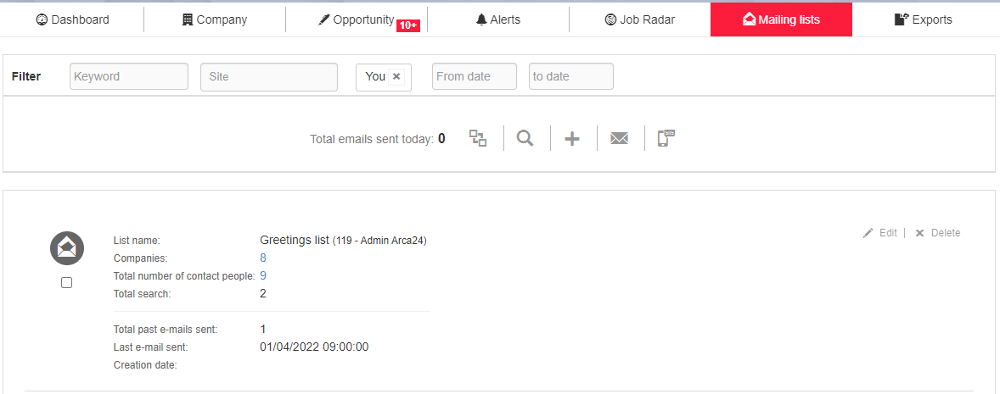 Dashboard Company Opportunity 10+ Alerts Job Radar Mailing lists Exports
Filter Keyword Site You × From date to date
Total emails sent today: 0
List name: Greetings list (119 - Admin Arca24) Edit | × Delete
Companies: 8
Total number of contact people: 9
Total search: 2
Total past e-mails sent: 1
Last e-mail sent: 01/04/2022 09:00:00
Creation date: